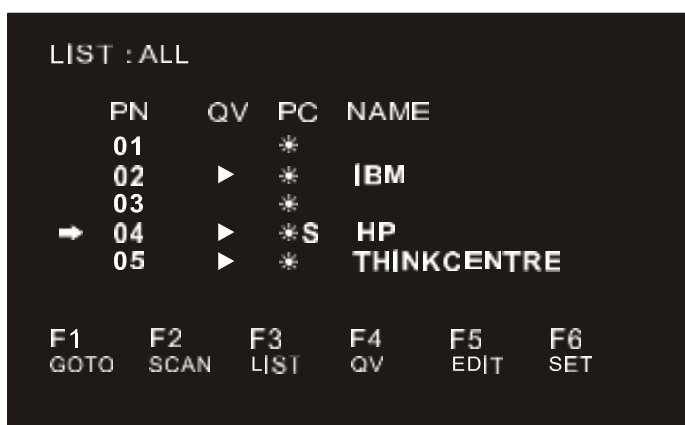 LIST : ALL
PN QV PC NAME
01 ☀
02 ▶ ☀ IBM
03 ☀
➡ 04 ▶ ☀S HP
05 ▶ ☀ THINKCENTRE
F1 F2 F3 F4 F5 F6
GOTO SCAN LIST QV EDIT SET